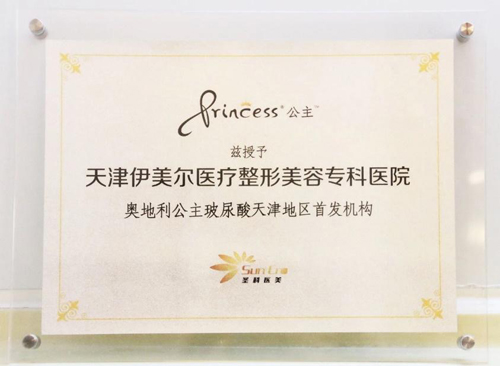 Princess® 公主™
兹授予
天津伊美尔医疗整形美容专科医院
奥地利公主玻尿酸天津地区首发机构
圣科医美